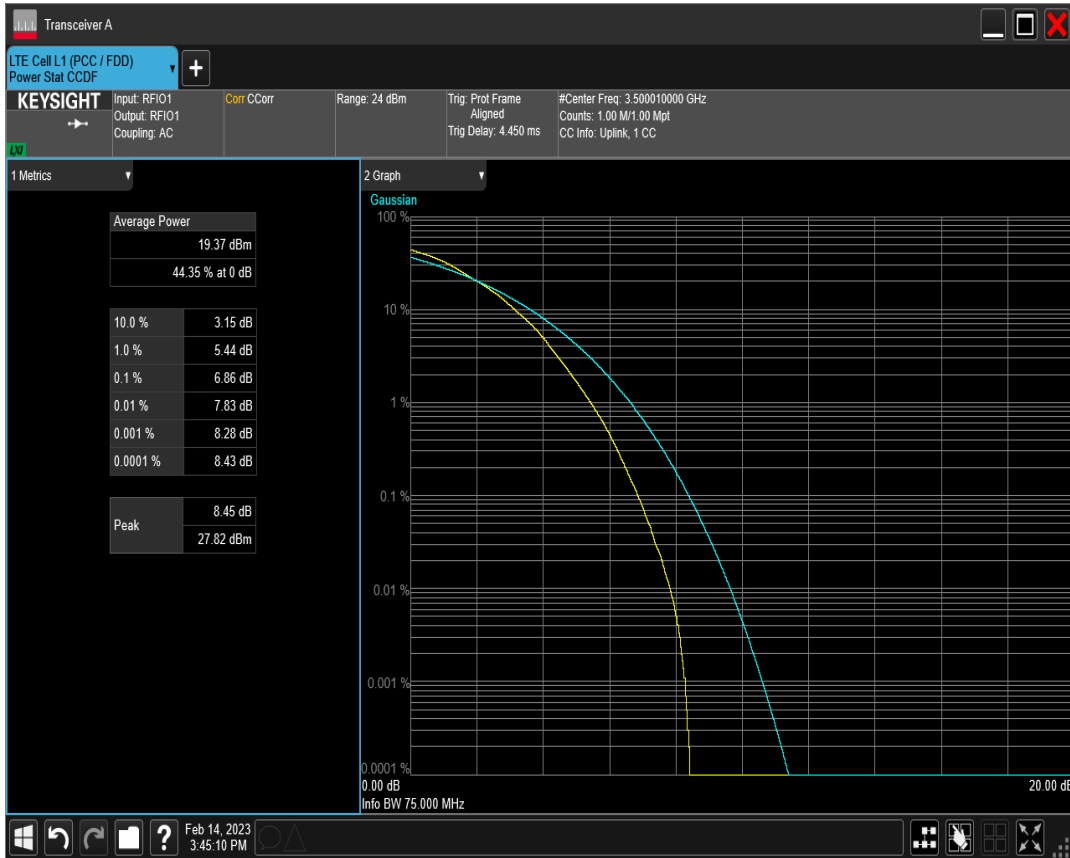 Transceiver A
LTE Cell L1 (PCC / FDD)
Power Stat CCDF
KEYSIGHT
LXI
Input: RFIO1
Output: RFIO1
Coupling: AC
Corr CCorr
Range: 24 dBm
Trig: Prot Frame
Aligned
Trig Delay: 4.450 ms
#Center Freq: 3.500010000 GHz
Counts: 1.00 M/1.00 Mpt
CC Info: Uplink, 1 CC
1 Metrics
Average Power
19.37 dBm
44.35 % at 0 dB
10.0 % 3.15 dB
1.0 % 5.44 dB
0.1 % 6.86 dB
0.01 % 7.83 dB
0.001 % 8.28 dB
0.0001 % 8.43 dB
Peak
8.45 dB
27.82 dBm
2 Graph
Gaussian
100 %
10 %
1 %
0.1 %
0.01 %
0.001 %
0.0001 %
0.00 dB
20.00 dB
Info BW 75.000 MHz
?
Feb 14, 2023
3:45:10 PM